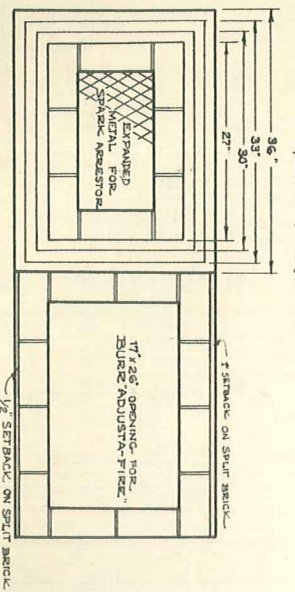 36"
33"
30"
27"
EXPANDED
METAL FOR
SPARK ARRESTOR
1" SETBACK ON SPLIT BRICK
17"x26" OPENING FOR
BURR "ADJUSTA-FIRE"
1/2" SETBACK ON SPLIT BRICK